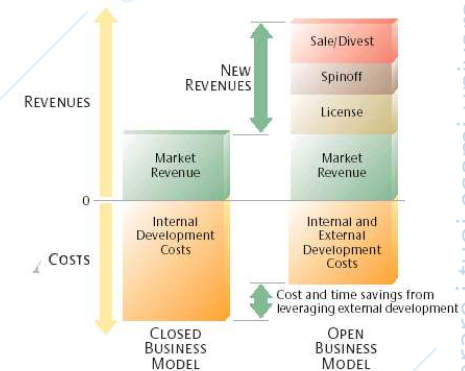 Sale/Divest
NEW
REVENUES
Spinoff
REVENUES
License
Market
Revenue
Market
Revenue
0
Internal
Development
Costs
Internal and
External
Development
Costs
COSTS
Cost and time savings from
leveraging external development
CLOSED
BUSINESS
MODEL
OPEN
BUSINESS
MODEL